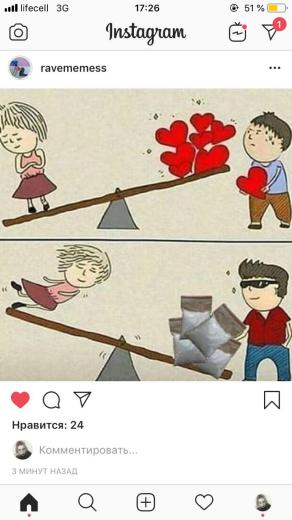 lifecell 3G 17:26 51 %
Instagram
1
ravememess
Нравится: 24
Комментировать...
3 МИНУТ НАЗАД